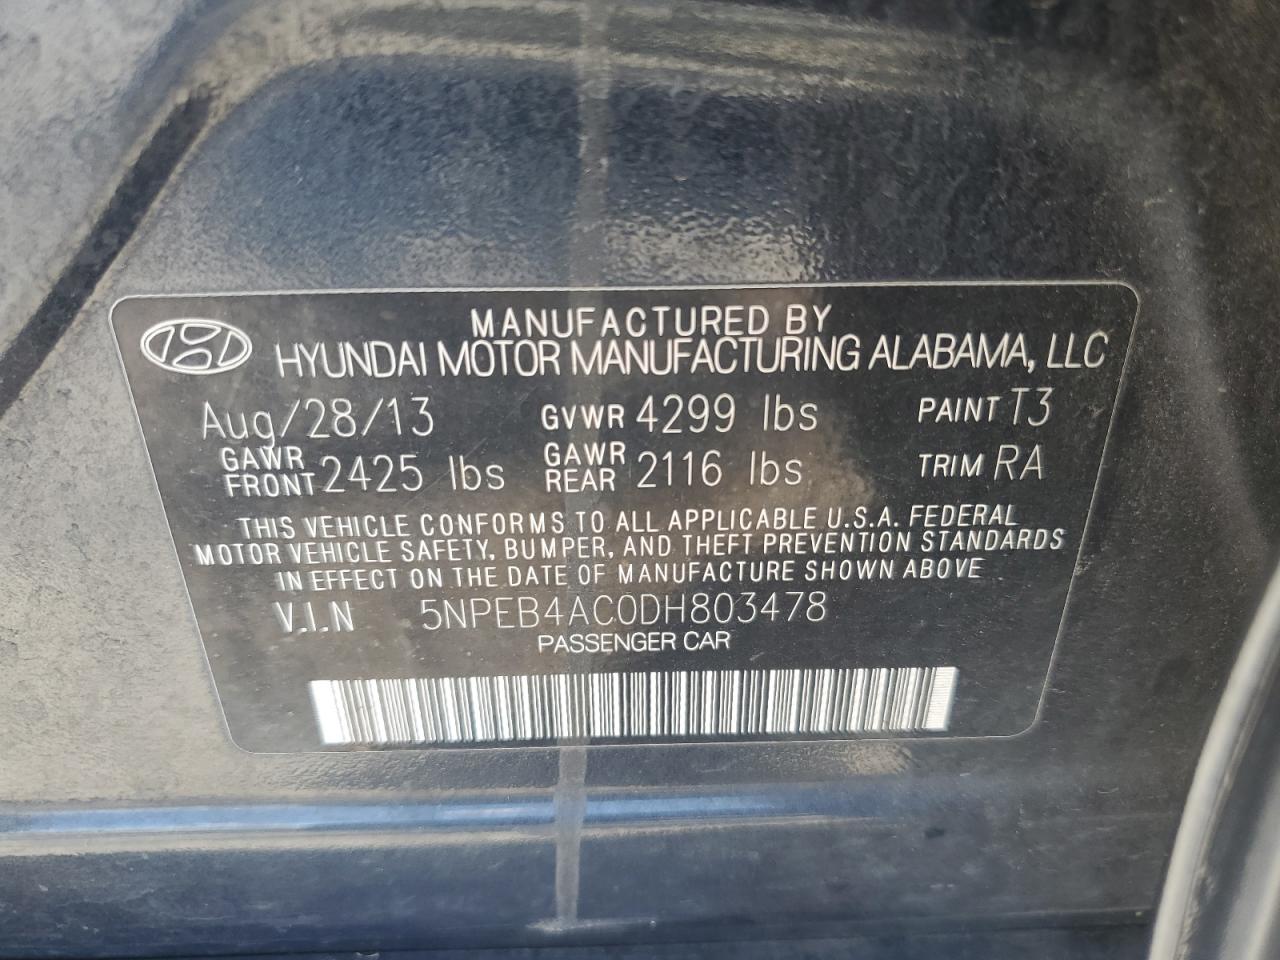 MANUFACTURED BY
HYUNDAI MOTOR MANUFACTURING ALABAMA, LLC
Aug/28/13 GVWR 4299 lbs PAINT T3
GAWR FRONT 2425 lbs GAWR REAR 2116 lbs TRIM RA
THIS VEHICLE CONFORMS TO ALL APPLICABLE U.S.A. FEDERAL
MOTOR VEHICLE SAFETY, BUMPER, AND THEFT PREVENTION STANDARDS
IN EFFECT ON THE DATE OF MANUFACTURE SHOWN ABOVE
V.I.N 5NPEB4AC0DH803478
PASSENGER CAR